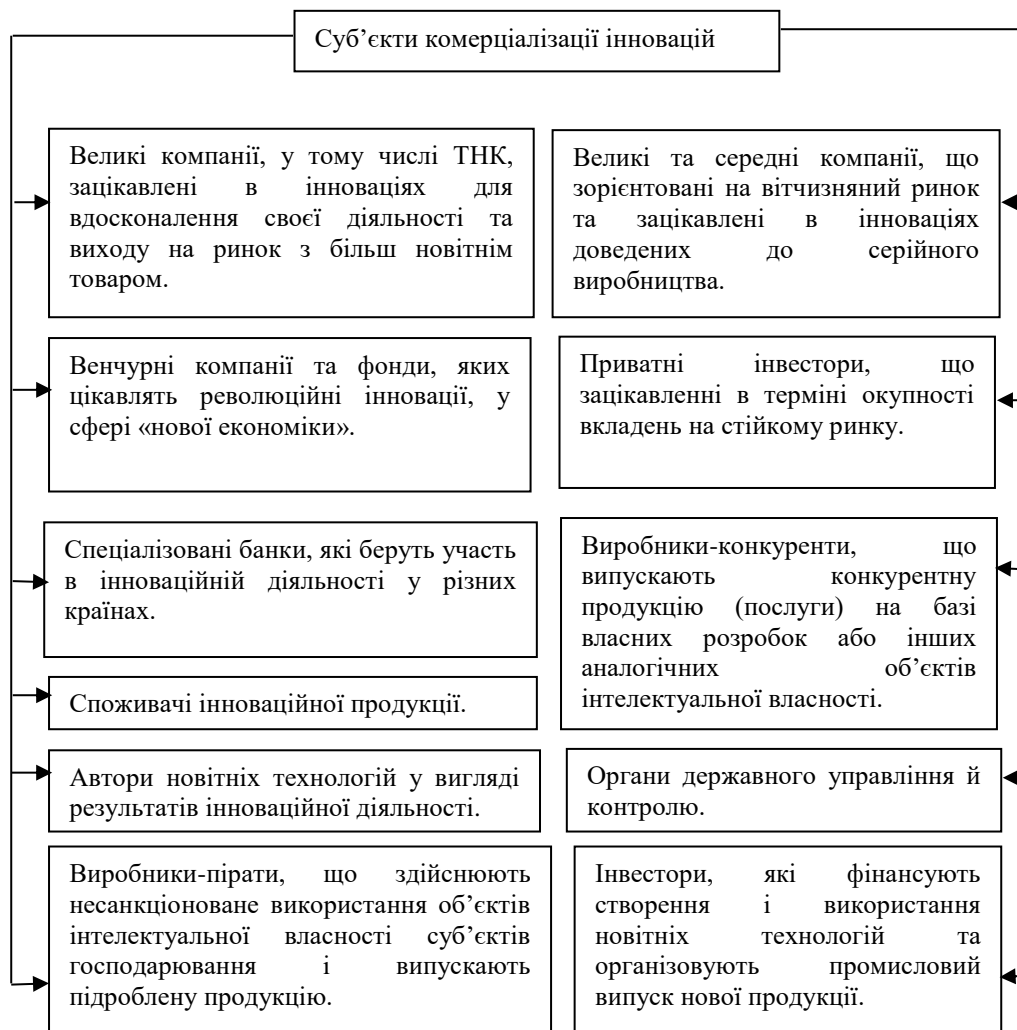 Суб’єкти комерціалізації інновацій
Великі компанії, у тому числі ТНК,
зацікавлені в інноваціях для
вдосконалення своєї діяльності та
виходу на ринок з більш новітнім
товаром.
Великі та середні компанії, що
зорієнтовані на вітчизняний ринок
та зацікавлені в інноваціях
доведених до серійного
виробництва.
Венчурні компанії та фонди, яких
цікавлять революційні інновації, у
сфері «нової економіки».
Приватні інвестори, що
зацікавленні в терміні окупності
вкладень на стійкому ринку.
Спеціалізовані банки, які беруть участь
в інноваційній діяльності у різних
країнах.
Виробники-конкуренти, що
випускають конкурентну
продукцію (послуги) на базі
власних розробок або інших
аналогічних об’єктів
інтелектуальної власності.
Споживачі інноваційної продукції.
Автори новітніх технологій у вигляді
результатів інноваційної діяльності.
Органи державного управління й
контролю.
Виробники-пірати, що здійснюють
несанкціоноване використання об’єктів
інтелектуальної власності суб’єктів
господарювання і випускають
підроблену продукцію.
Інвестори, які фінансують
створення і використання
новітніх технологій та
організовують промисловий
випуск нової продукції.